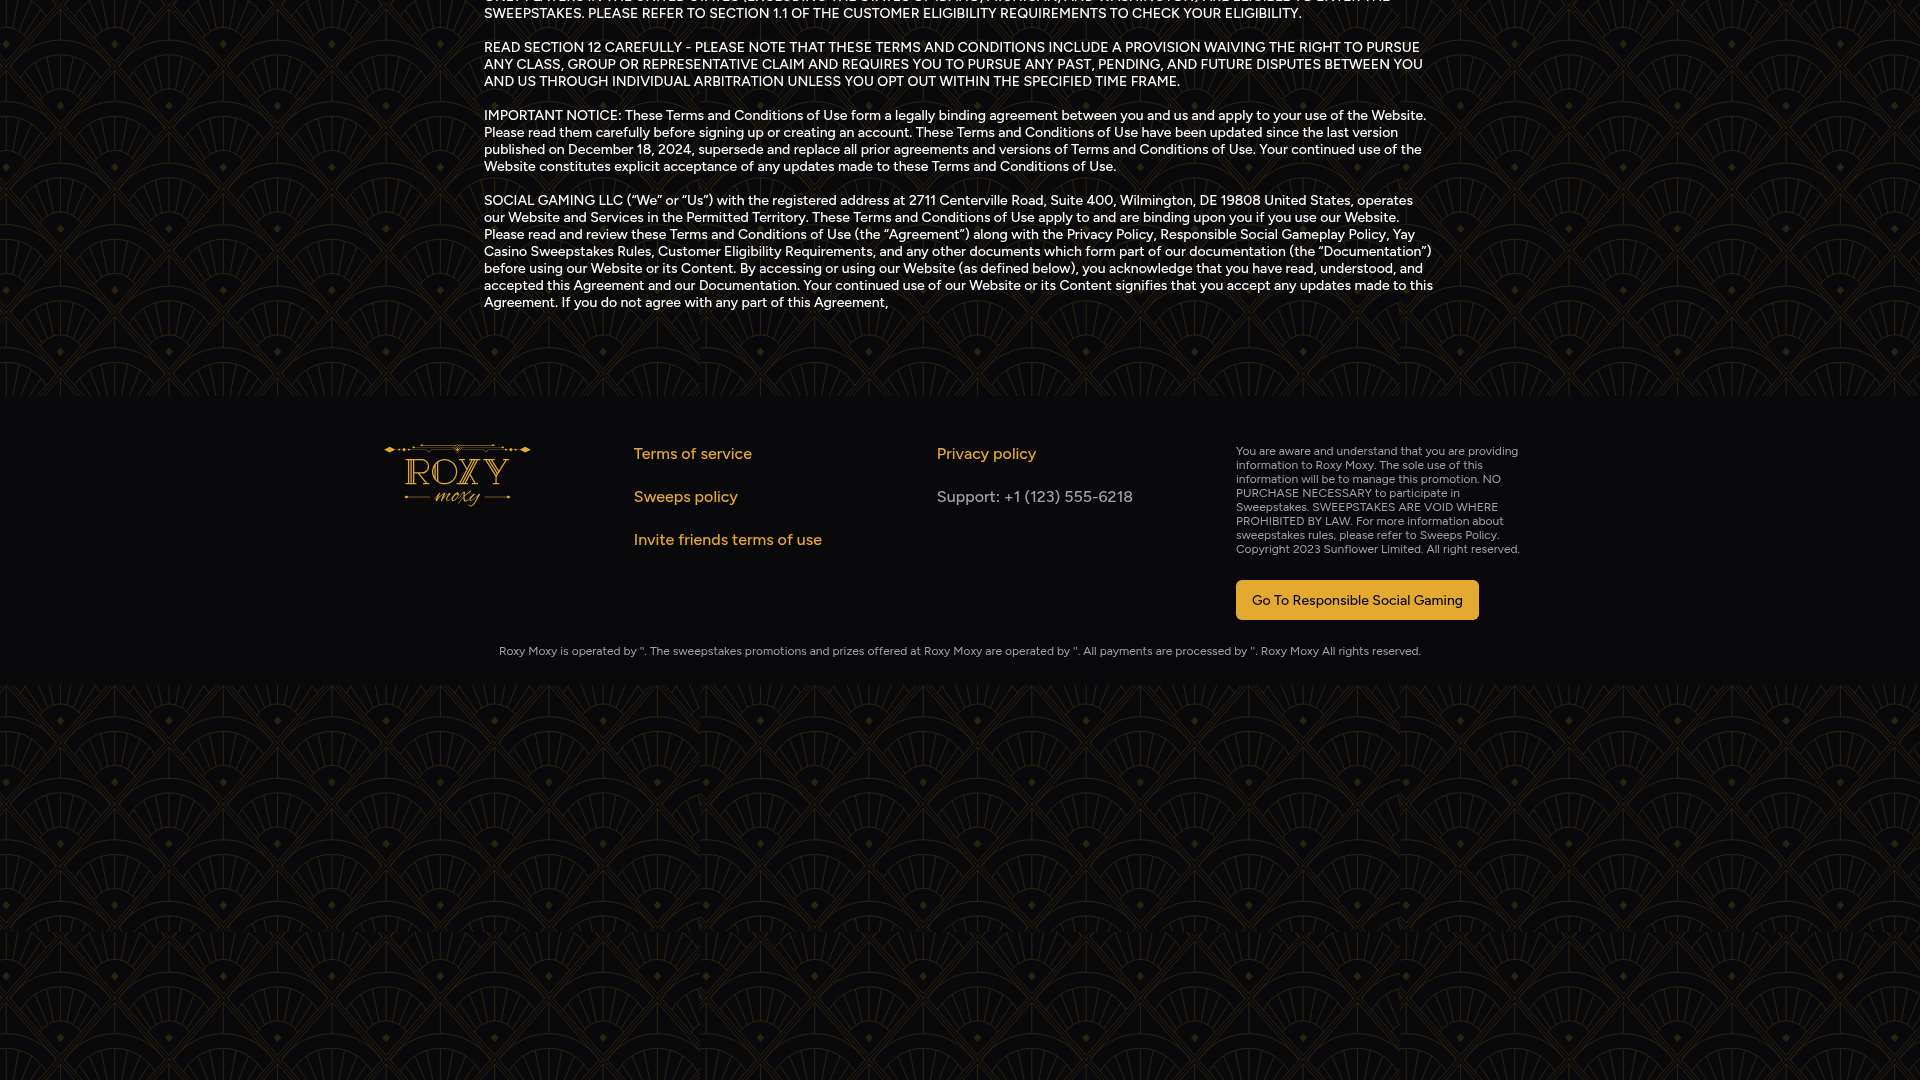 SWEEPSTAKES. PLEASE REFER TO SECTION 1.1 OF THE CUSTOMER ELIGIBILITY REQUIREMENTS TO CHECK YOUR ELIGIBILITY.
READ SECTION 12 CAREFULLY - PLEASE NOTE THAT THESE TERMS AND CONDITIONS INCLUDE A PROVISION WAIVING THE RIGHT TO PURSUE
ANY CLASS, GROUP OR REPRESENTATIVE CLAIM AND REQUIRES YOU TO PURSUE ANY PAST, PENDING, AND FUTURE DISPUTES BETWEEN YOU
AND US THROUGH INDIVIDUAL ARBITRATION UNLESS YOU OPT OUT WITHIN THE SPECIFIED TIME FRAME.
IMPORTANT NOTICE: These Terms and Conditions of Use form a legally binding agreement between you and us and apply to your use of the Website.
Please read them carefully before signing up or creating an account. These Terms and Conditions of Use have been updated since the last version
published on December 18, 2024, supersede and replace all prior agreements and versions of Terms and Conditions of Use. Your continued use of the
Website constitutes explicit acceptance of any updates made to these Terms and Conditions of Use.
SOCIAL GAMING LLC (“We” or “Us”) with the registered address at 2711 Centerville Road, Suite 400, Wilmington, DE 19808 United States, operates
our Website and Services in the Permitted Territory. These Terms and Conditions of Use apply to and are binding upon you if you use our Website.
Please read and review these Terms and Conditions of Use (the “Agreement”) along with the Privacy Policy, Responsible Social Gameplay Policy, Yay
Casino Sweepstakes Rules, Customer Eligibility Requirements, and any other documents which form part of our documentation (the “Documentation”)
before using our Website or its Content. By accessing or using our Website (as defined below), you acknowledge that you have read, understood, and
accepted this Agreement and our Documentation. Your continued use of our Website or its Content signifies that you accept any updates made to this
Agreement. If you do not agree with any part of this Agreement,
ROXY
moxy
Terms of service
Sweeps policy
Invite friends terms of use
Privacy policy
Support: +1 (123) 555-6218
You are aware and understand that you are providing
information to Roxy Moxy. The sole use of this
information will be to manage this promotion. NO
PURCHASE NECESSARY to participate in
Sweepstakes. SWEEPSTAKES ARE VOID WHERE
PROHIBITED BY LAW. For more information about
sweepstakes rules, please refer to Sweeps Policy.
Copyright 2023 Sunflower Limited. All right reserved.
Go To Responsible Social Gaming
Roxy Moxy is operated by ''. The sweepstakes promotions and prizes offered at Roxy Moxy are operated by ''. All payments are processed by ''. Roxy Moxy All rights reserved.